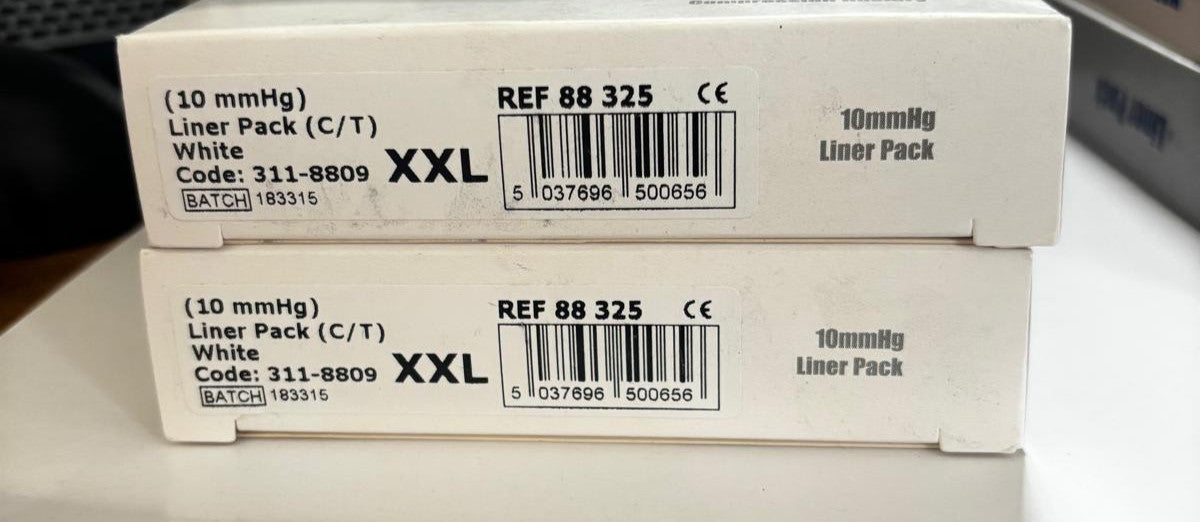 (10 mmHg)
Liner Pack (C/T)
White
Code: 311-8809
BATCH 183315
XXL
REF 88 325 CE
5 037696 500656
10mmHg
Liner Pack
(10 mmHg)
Liner Pack (C/T)
White
Code: 311-8809
BATCH 183315
XXL
REF 88 325 CE
5 037696 500656
10mmHg
Liner Pack